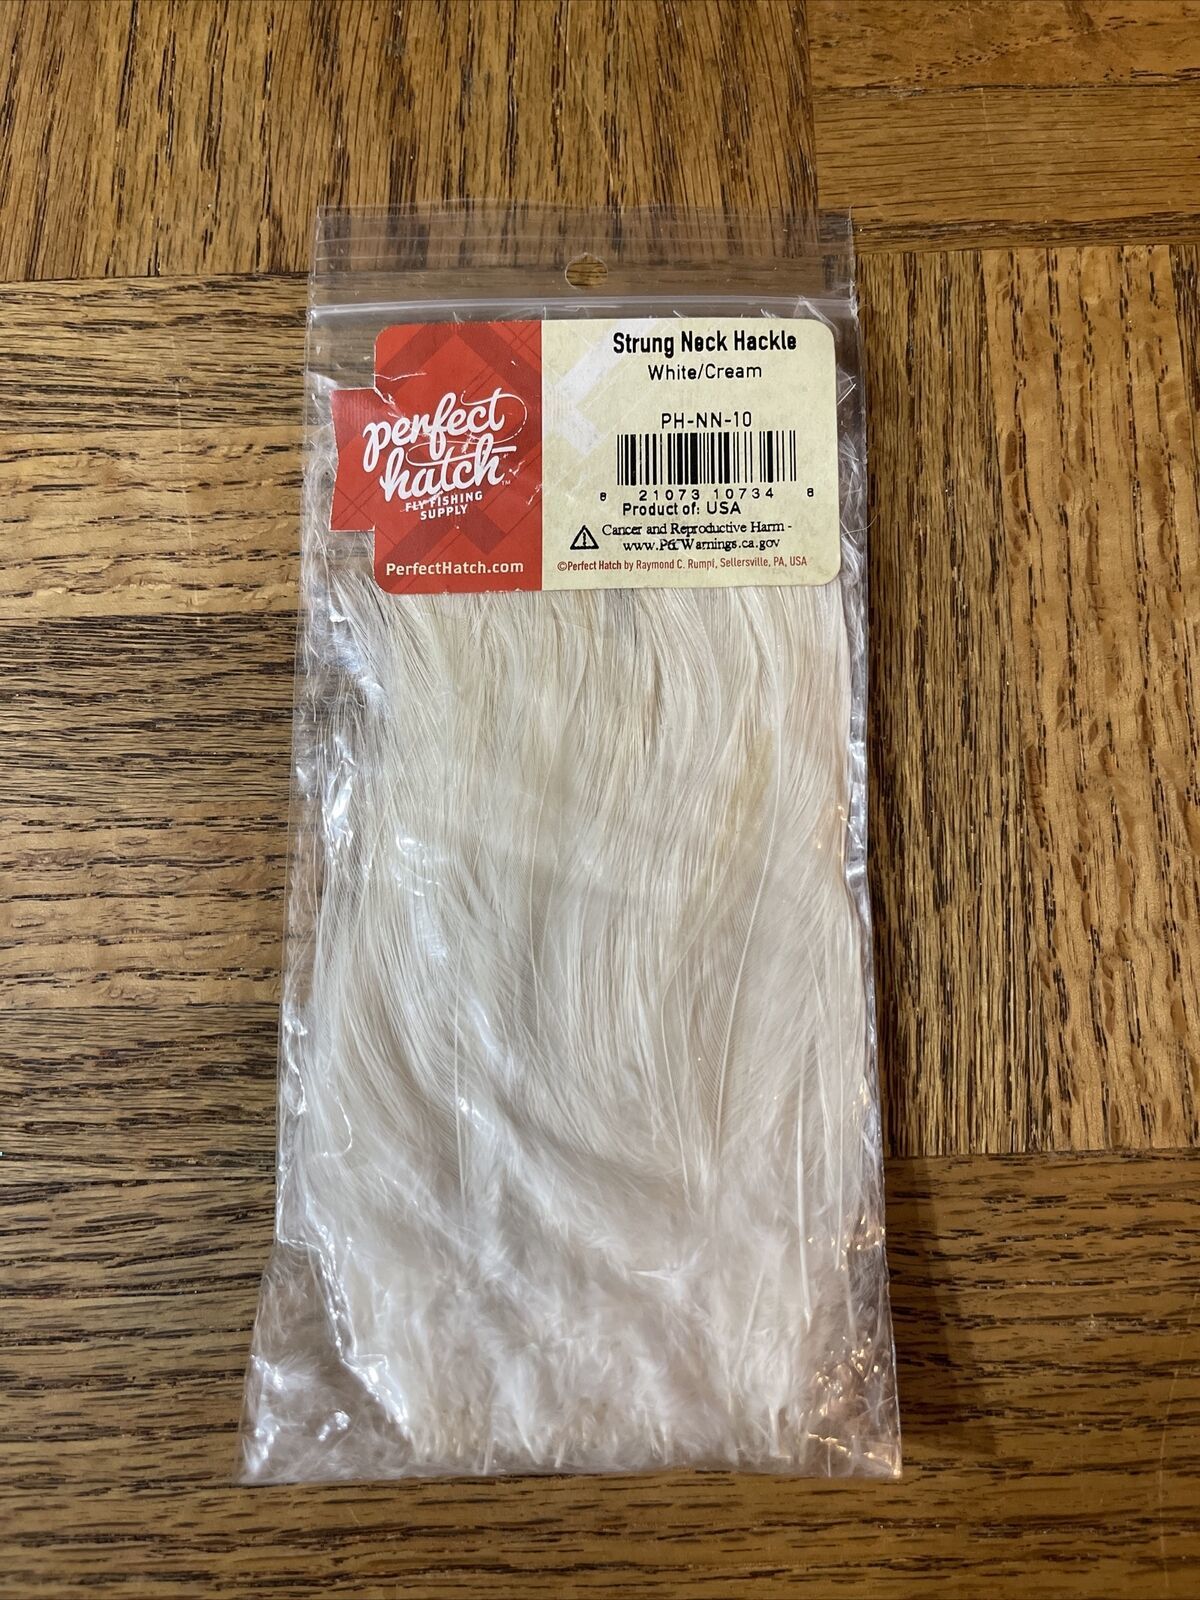 perfect
hatch™
FLY FISHING
SUPPLY
PerfectHatch.com
Strung Neck Hackle
White/Cream
PH-NN-10
8 21073 10734 8
Product of: USA
Cancer and Reproductive Harm -
www.P65Warnings.ca.gov
©Perfect Hatch by Raymond C. Rumpf, Sellersville, PA, USA